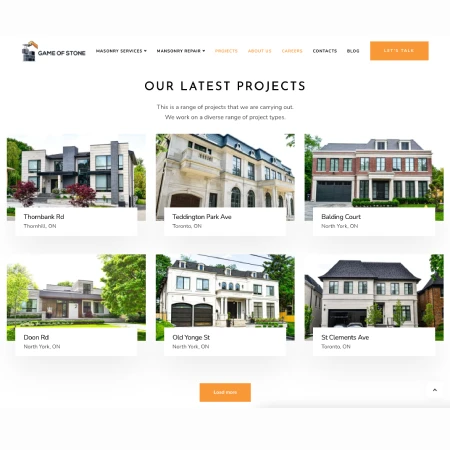 GAME OF STONE
MASONRY SERVICES
MANSONRY REPAIR
PROJECTS
ABOUT US
CAREERS
CONTACTS
BLOG
LET'S TALK
OUR LATEST PROJECTS
This is a range of projects that we are carrying out.
We work on a diverse range of project types.
Thornbank Rd
Thornhill, ON
Teddington Park Ave
Toronto, ON
Balding Court
North York, ON
Doon Rd
North York, ON
Old Yonge St
North York, ON
St Clements Ave
Toronto, ON
Load more